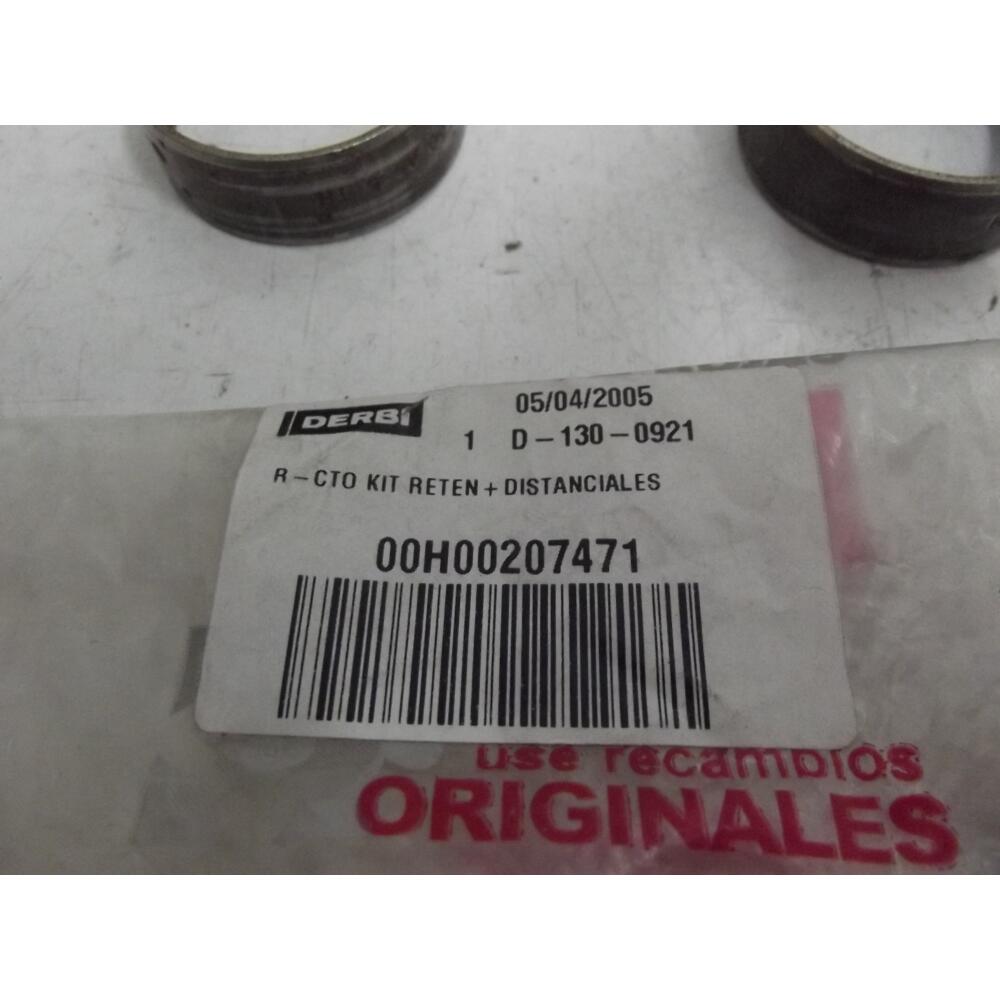 DERBI 05/04/2005
1 D-130-0921
R-CTO KIT RETEN+DISTANCIALES
00H00207471
use recambios
ORIGINALES